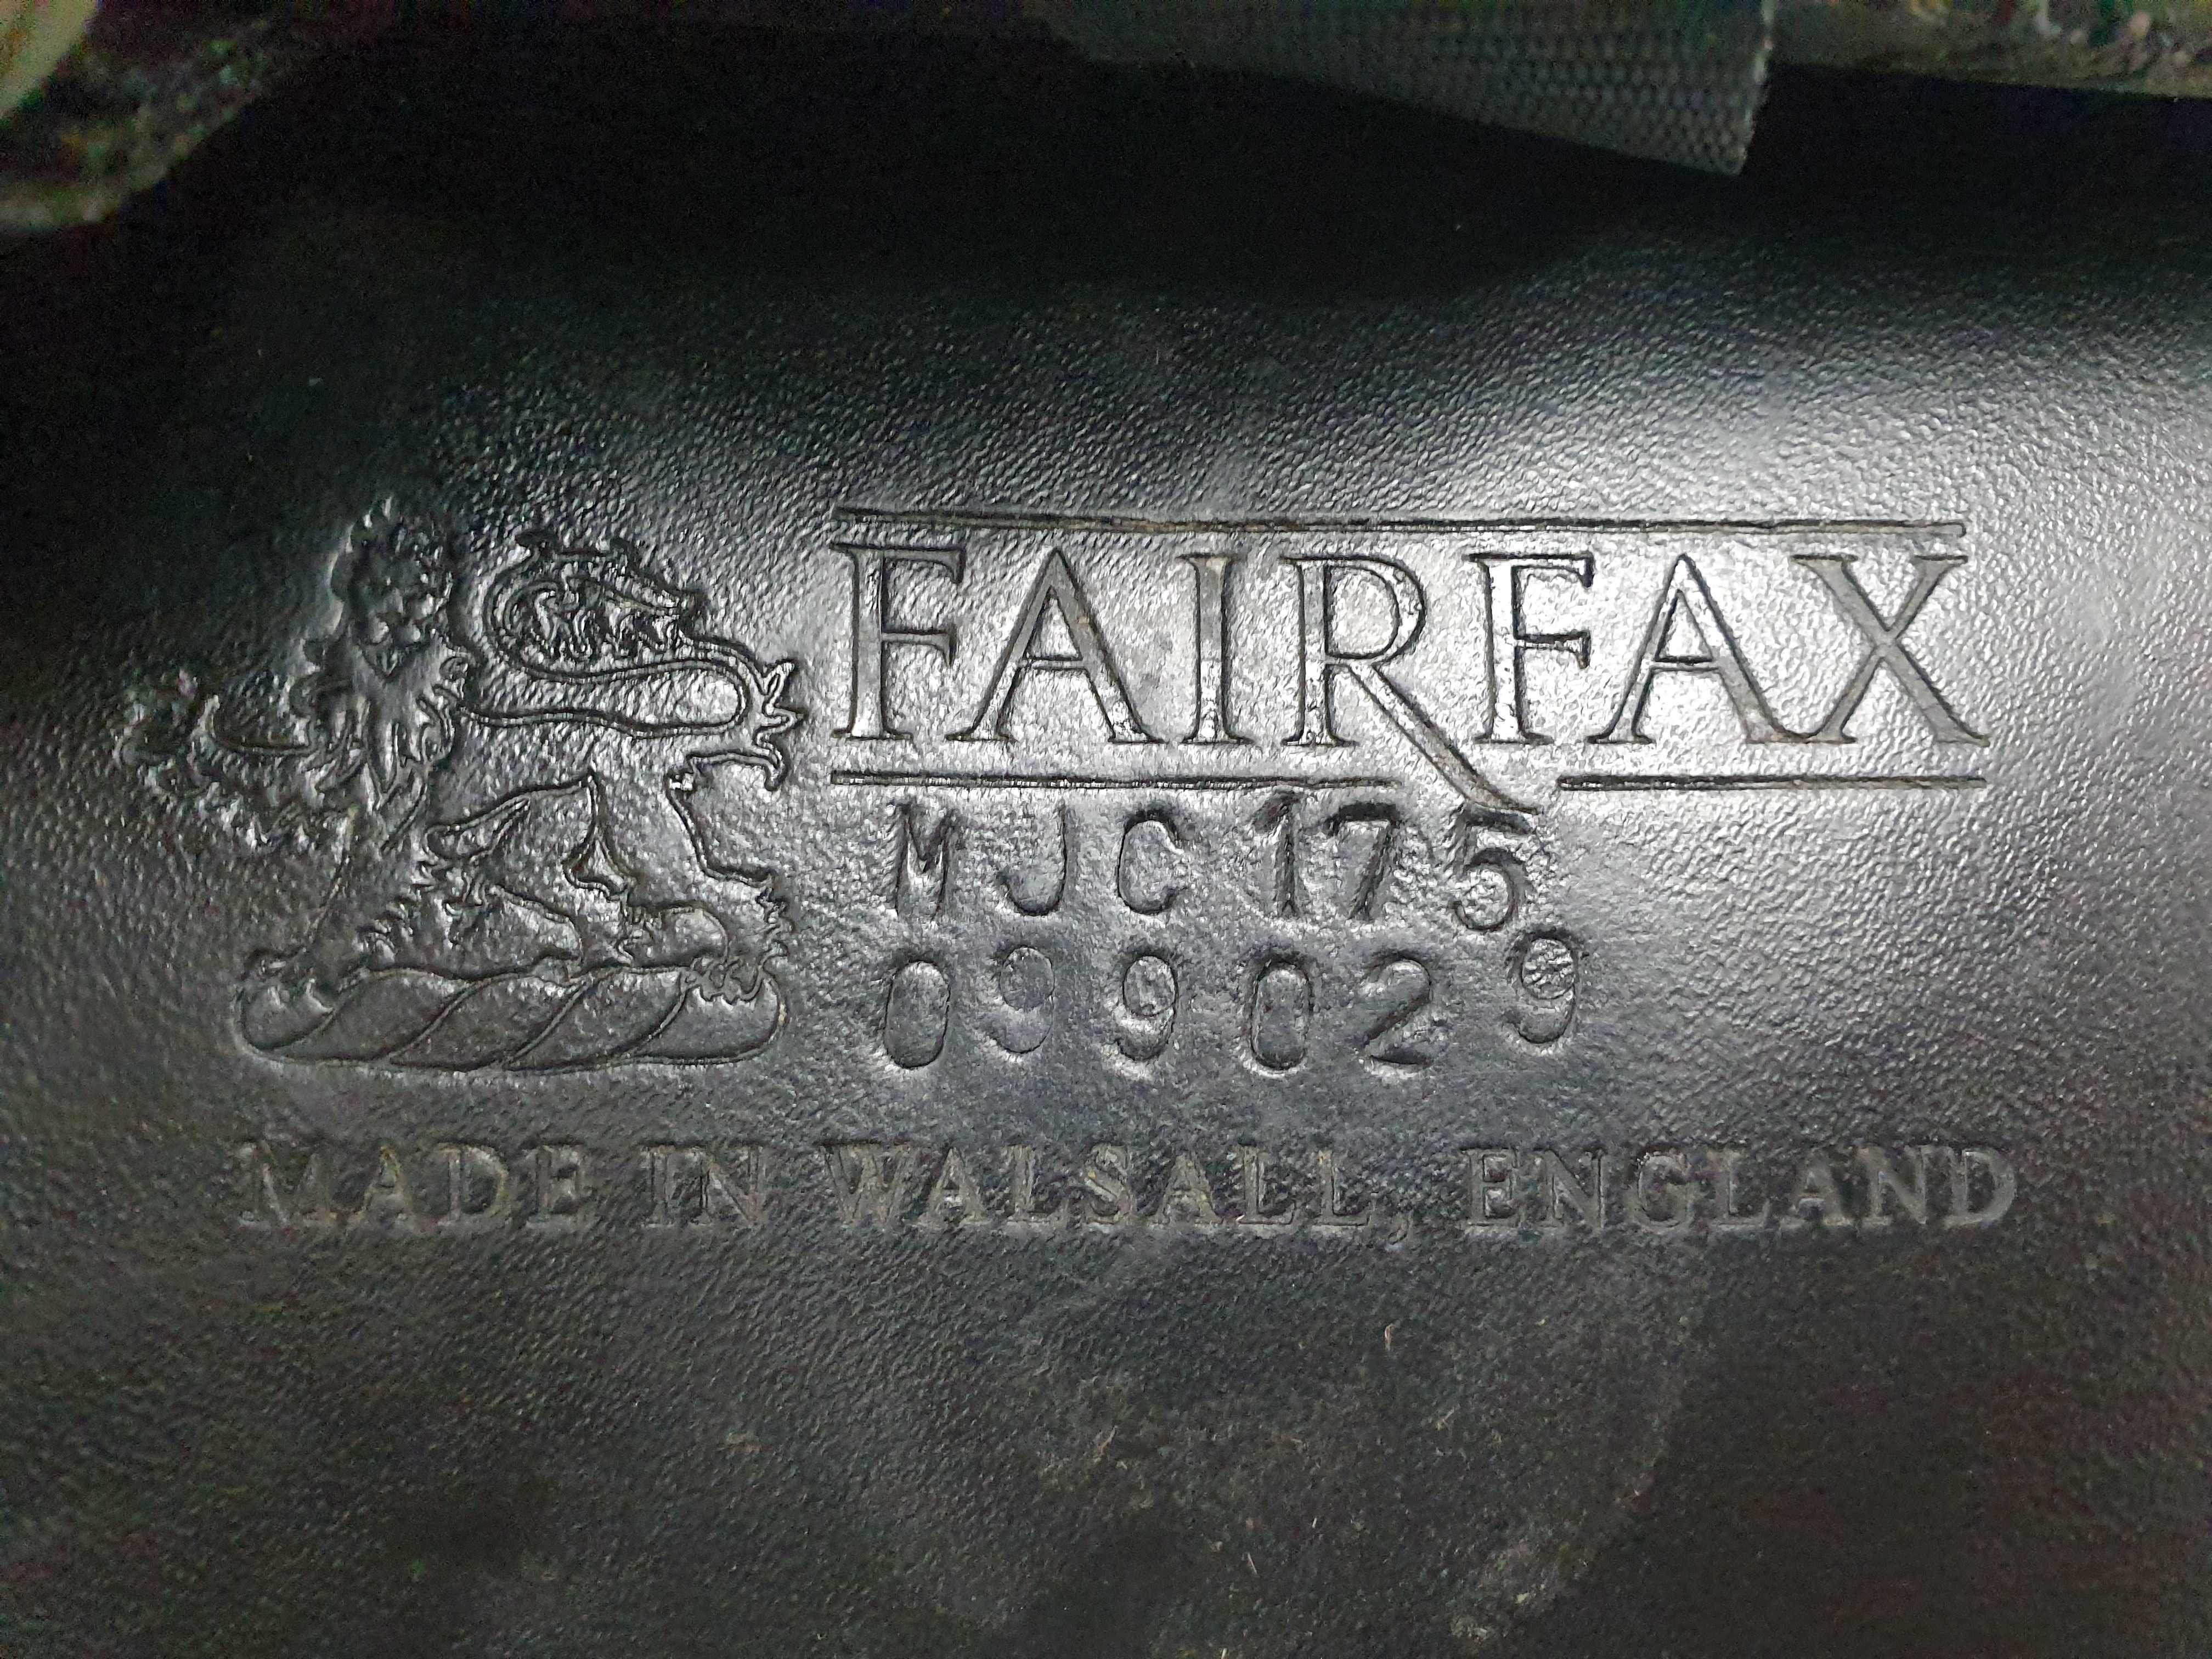 FAIRFAX
MJC 175
099029
MADE IN WALSALL, ENGLAND